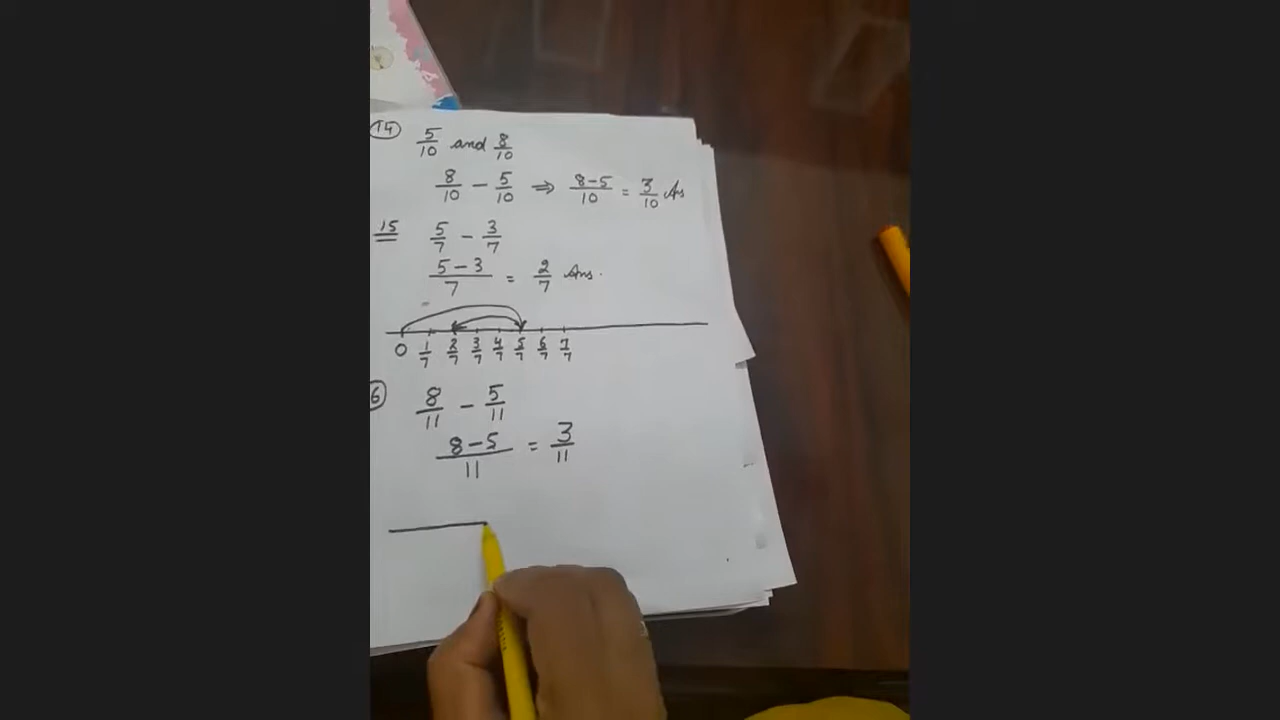 14 5/10 and 8/10
8/10 - 5/10 ⇒ 8-5/10 = 3/10 Ans
15 5/7 - 3/7
5-3/7 = 2/7 Ans.
0 1/7 2/7 3/7 4/7 5/7 6/7 7/7
6 8/11 - 5/11
8-5/11 = 3/11